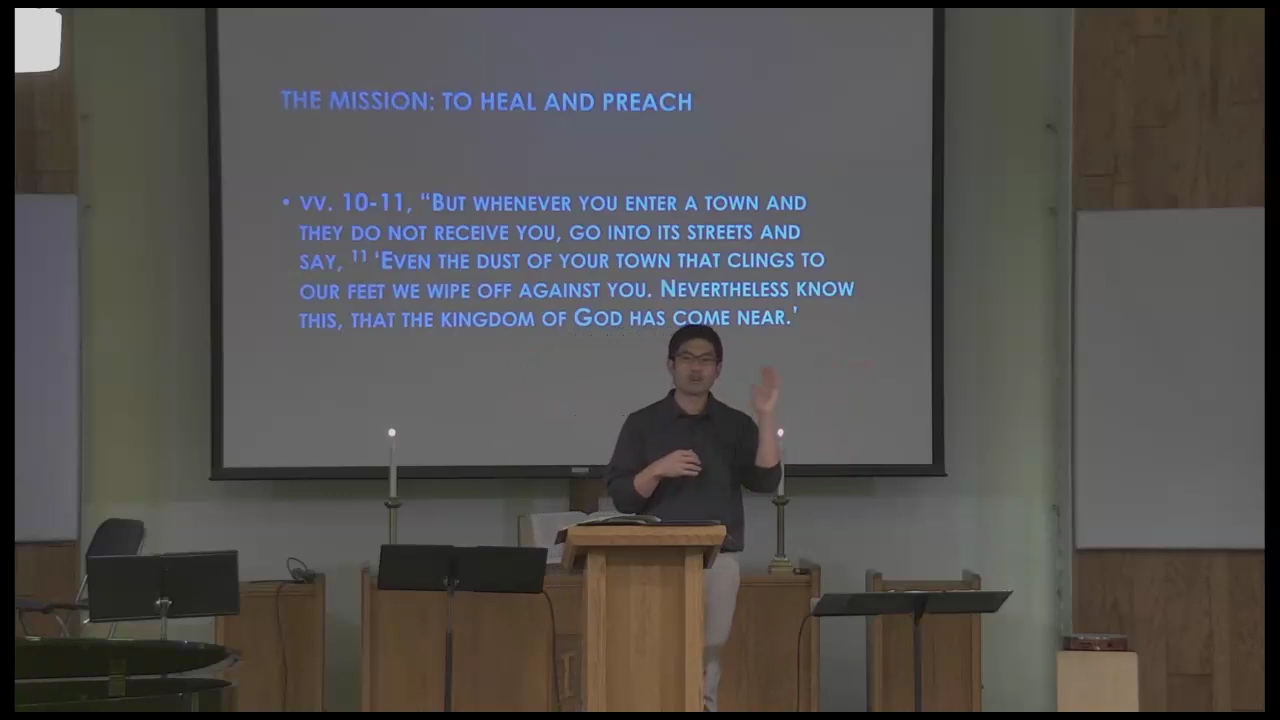 THE MISSION: TO HEAL AND PREACH
• VV. 10-11, “BUT WHENEVER YOU ENTER A TOWN AND
THEY DO NOT RECEIVE YOU, GO INTO ITS STREETS AND
SAY, 11 ‘EVEN THE DUST OF YOUR TOWN THAT CLINGS TO
OUR FEET WE WIPE OFF AGAINST YOU. NEVERTHELESS KNOW
THIS, THAT THE KINGDOM OF GOD HAS COME NEAR.’